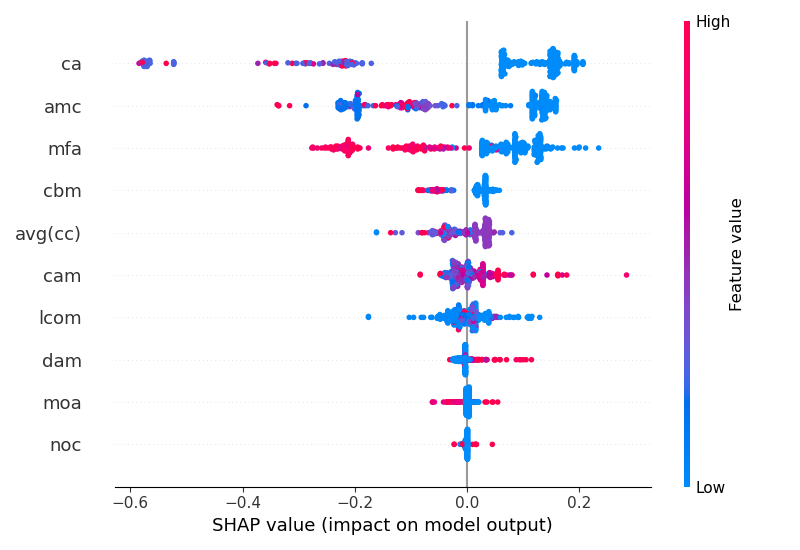 High
ca
amc
mfa
cbm
avg(cc)
cam
lcom
dam
moa
noc
Feature value
Low
−0.6
−0.4
−0.2
0.0
0.2
SHAP value (impact on model output)